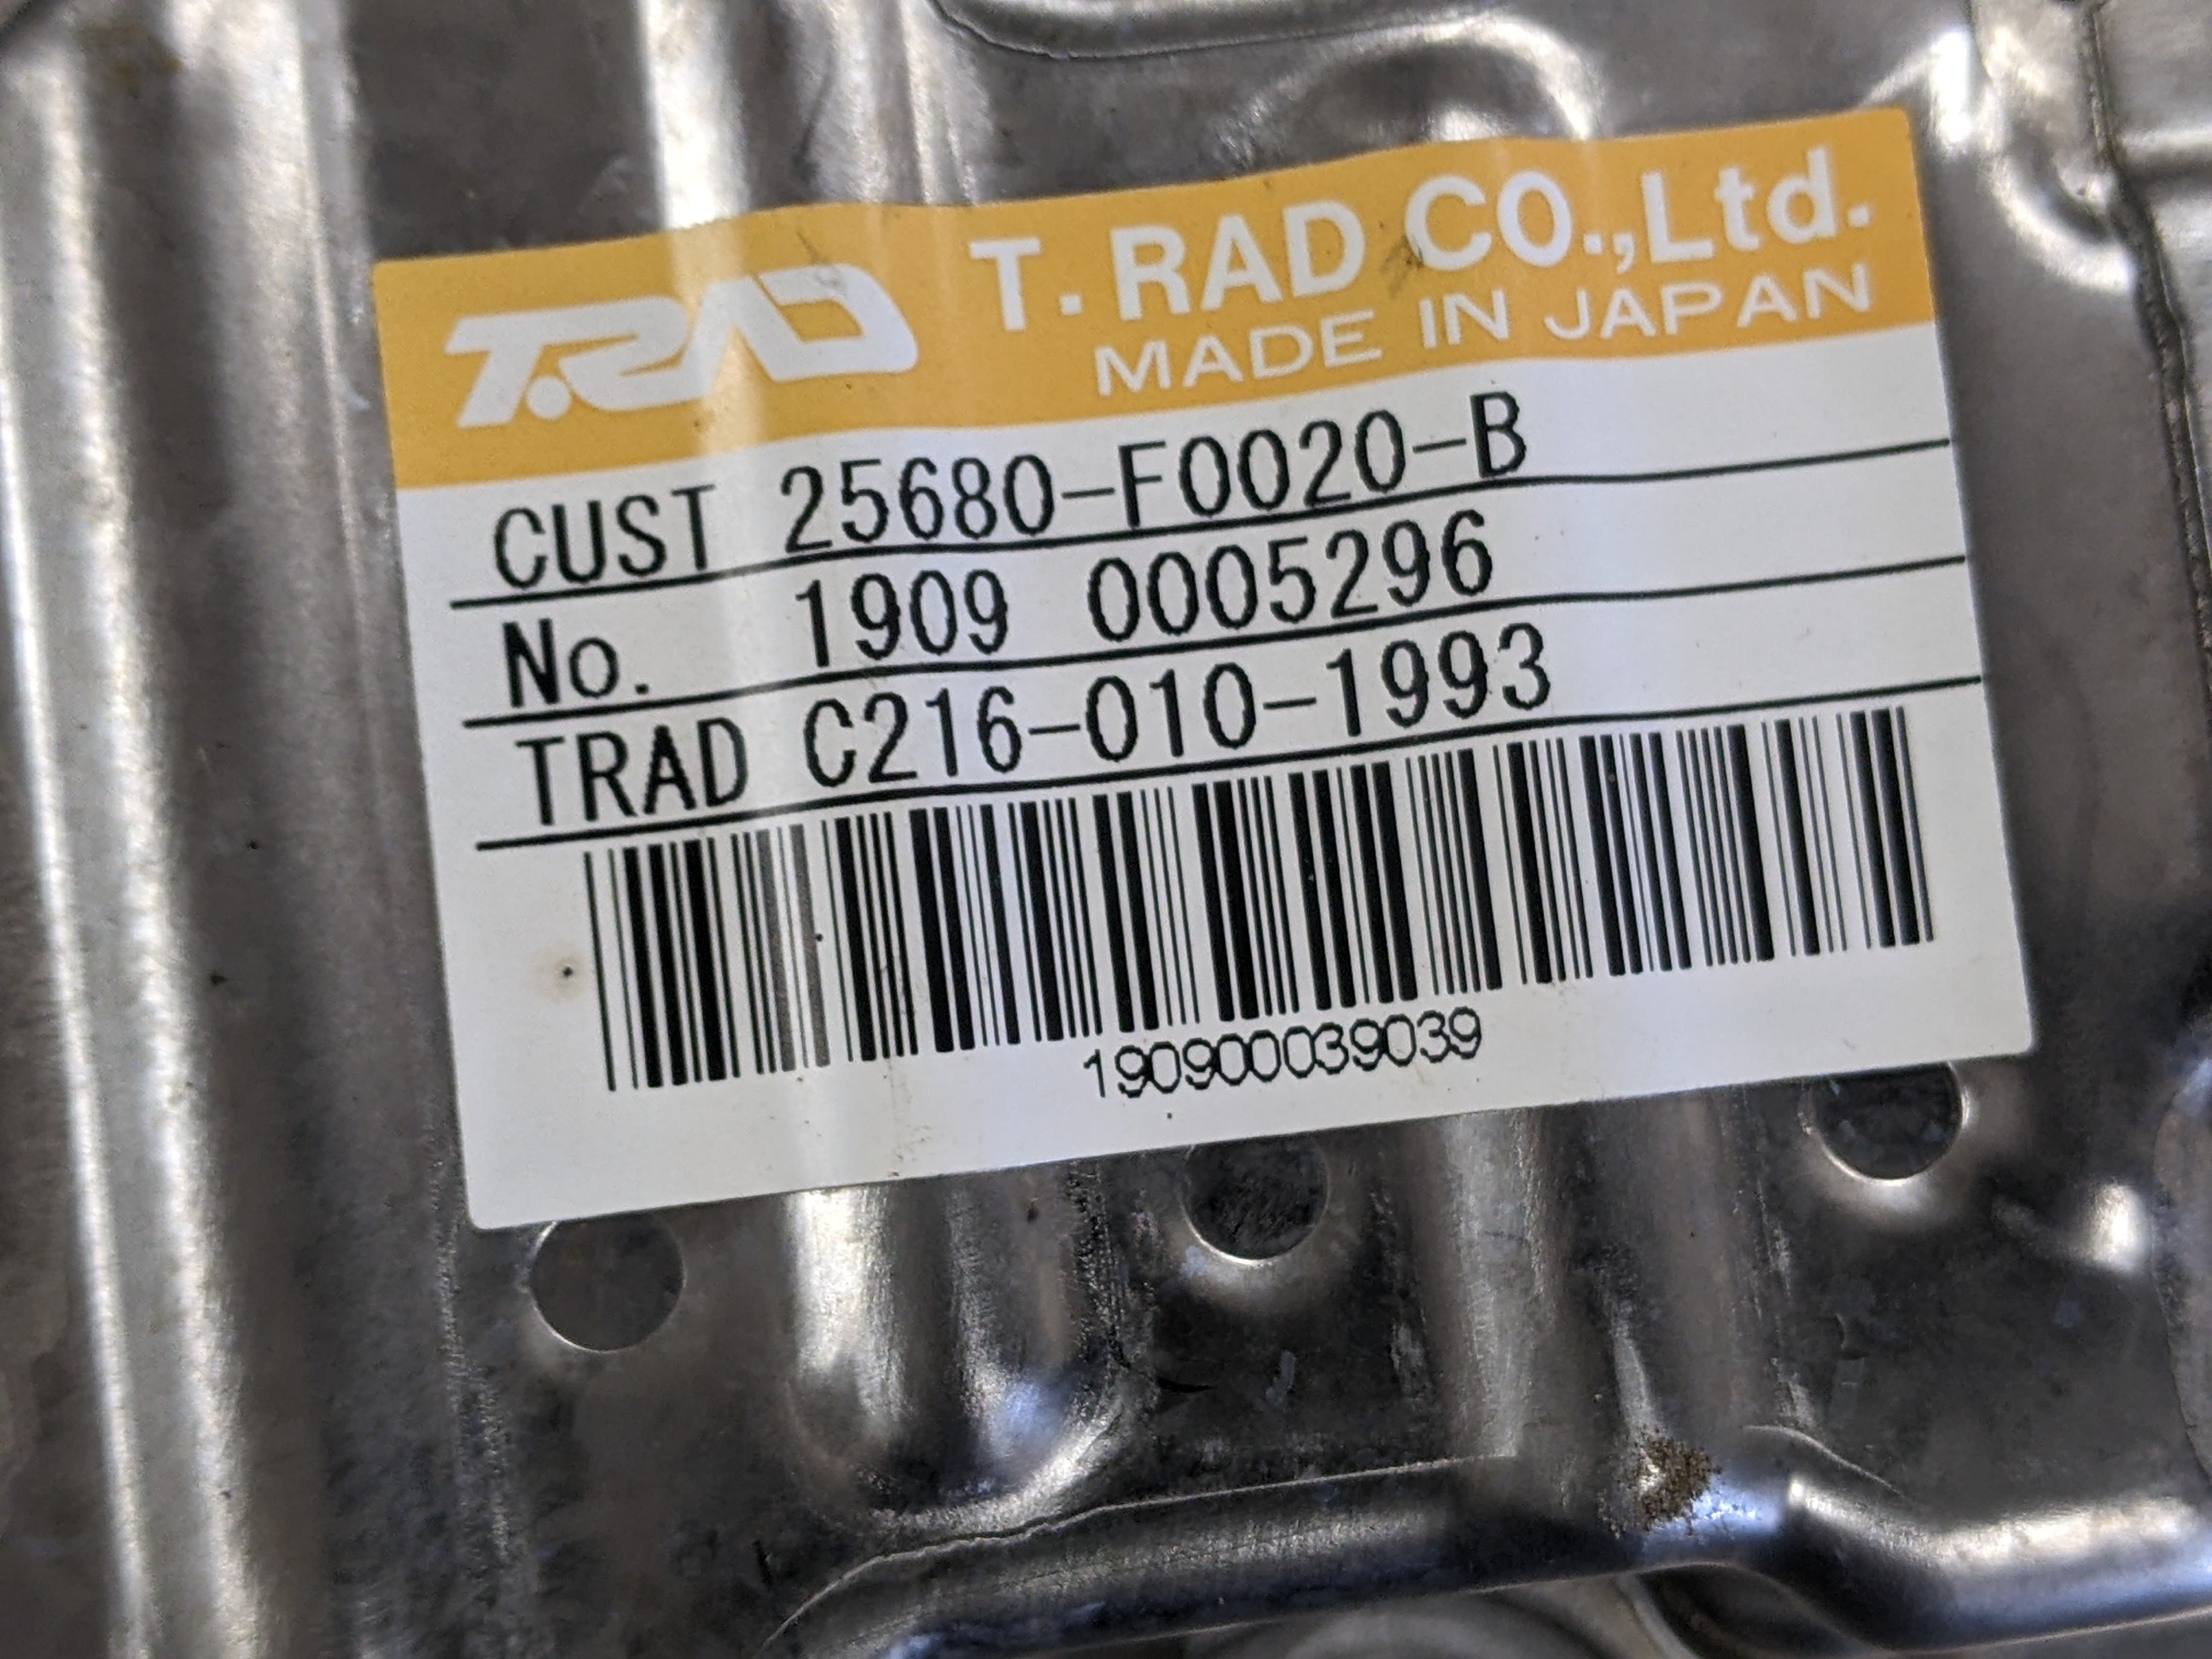 T.RAD T. RAD CO.,Ltd.
MADE IN JAPAN
CUST 25680-F0020-B
No. 1909 0005296
TRAD C216-010-1993
190900039039